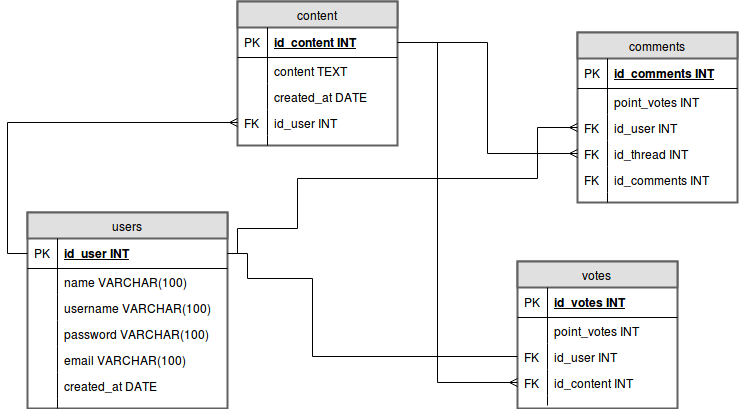 content
PK id_content INT
content TEXT
created_at DATE
FK id_user INT
comments
PK id_comments INT
point_votes INT
FK id_user INT
FK id_thread INT
FK id_comments INT
users
PK id_user INT
name VARCHAR(100)
username VARCHAR(100)
password VARCHAR(100)
email VARCHAR(100)
created_at DATE
votes
PK id_votes INT
point_votes INT
FK id_user INT
FK id_content INT